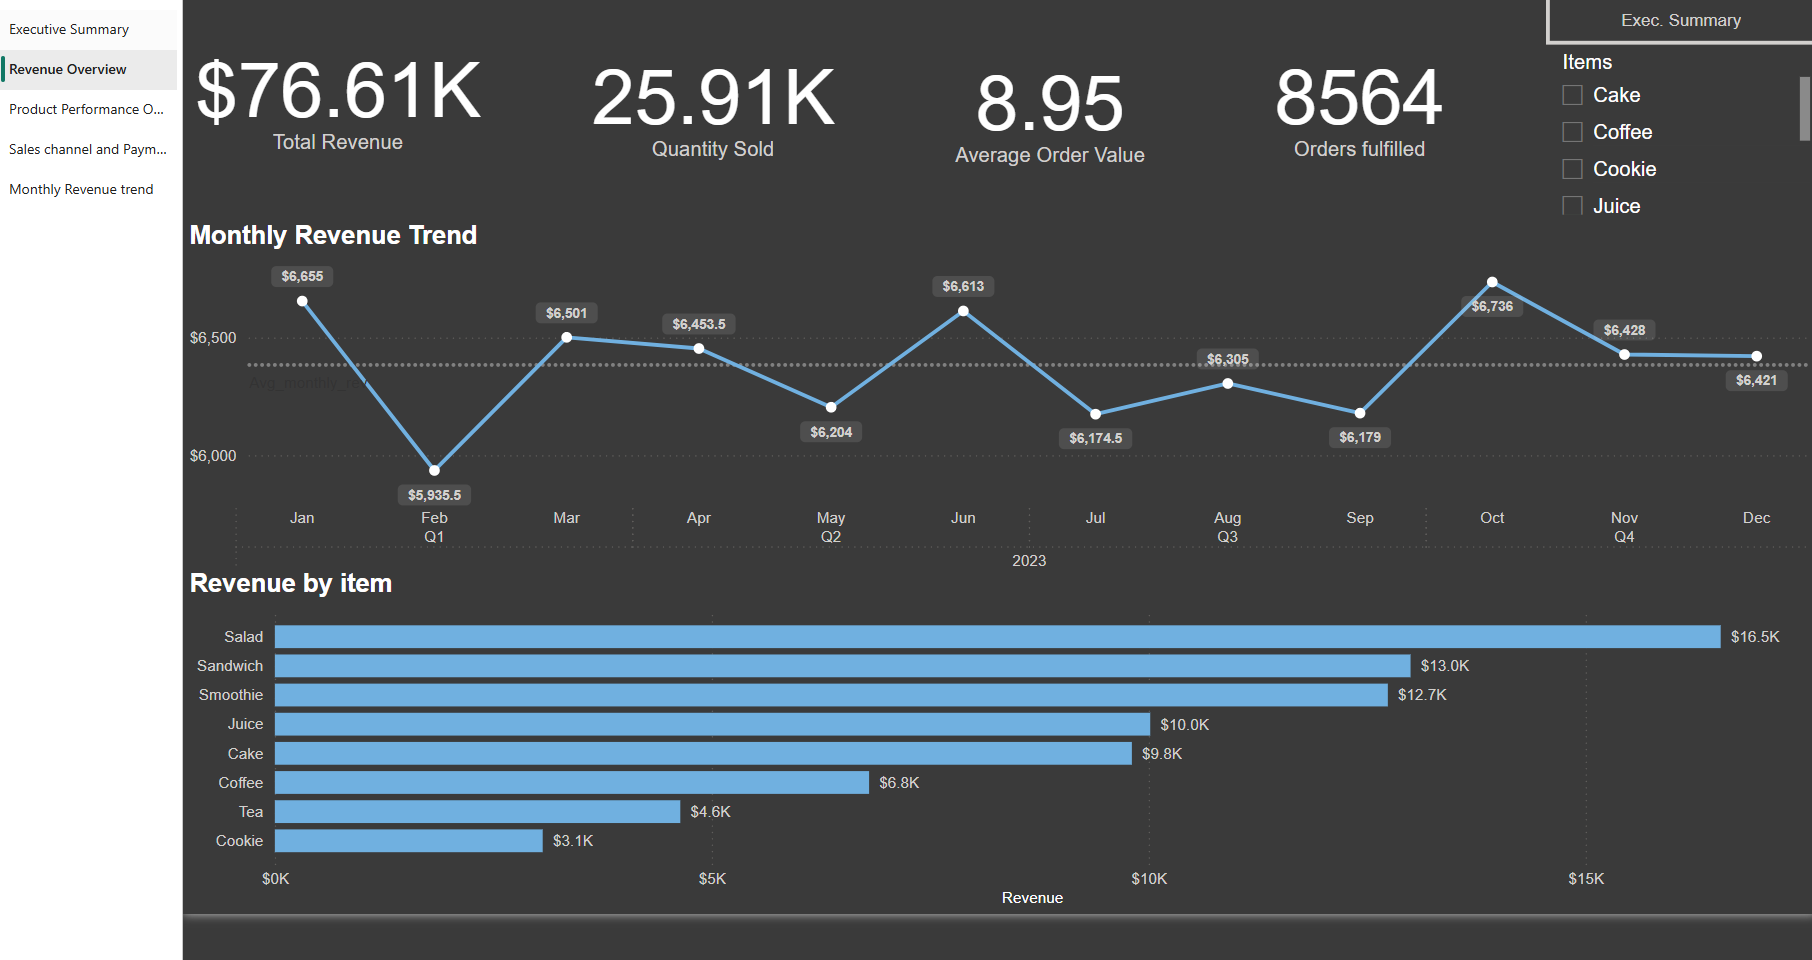 Executive Summary
Revenue Overview
Product Performance O...
Sales channel and Paym...
Monthly Revenue trend
Exec. Summary
$76.61K
Total Revenue
25.91K
Quantity Sold
8.95
Average Order Value
8564
Orders fulfilled
Items
Cake
Coffee
Cookie
Juice
Monthly Revenue Trend
$6,500
$6,000
$6,655
$5,935.5
$6,501
$6,453.5
$6,204
$6,613
$6,174.5
$6,305
$6,179
$6,736
$6,428
$6,421
Jan Feb Mar Apr May Jun Jul Aug Sep Oct Nov Dec
Q1 Q2 Q3 Q4
2023
Revenue by item
Salad $16.5K
Sandwich $13.0K
Smoothie $12.7K
Juice $10.0K
Cake $9.8K
Coffee $6.8K
Tea $4.6K
Cookie $3.1K
$0K $5K $10K $15K
Revenue